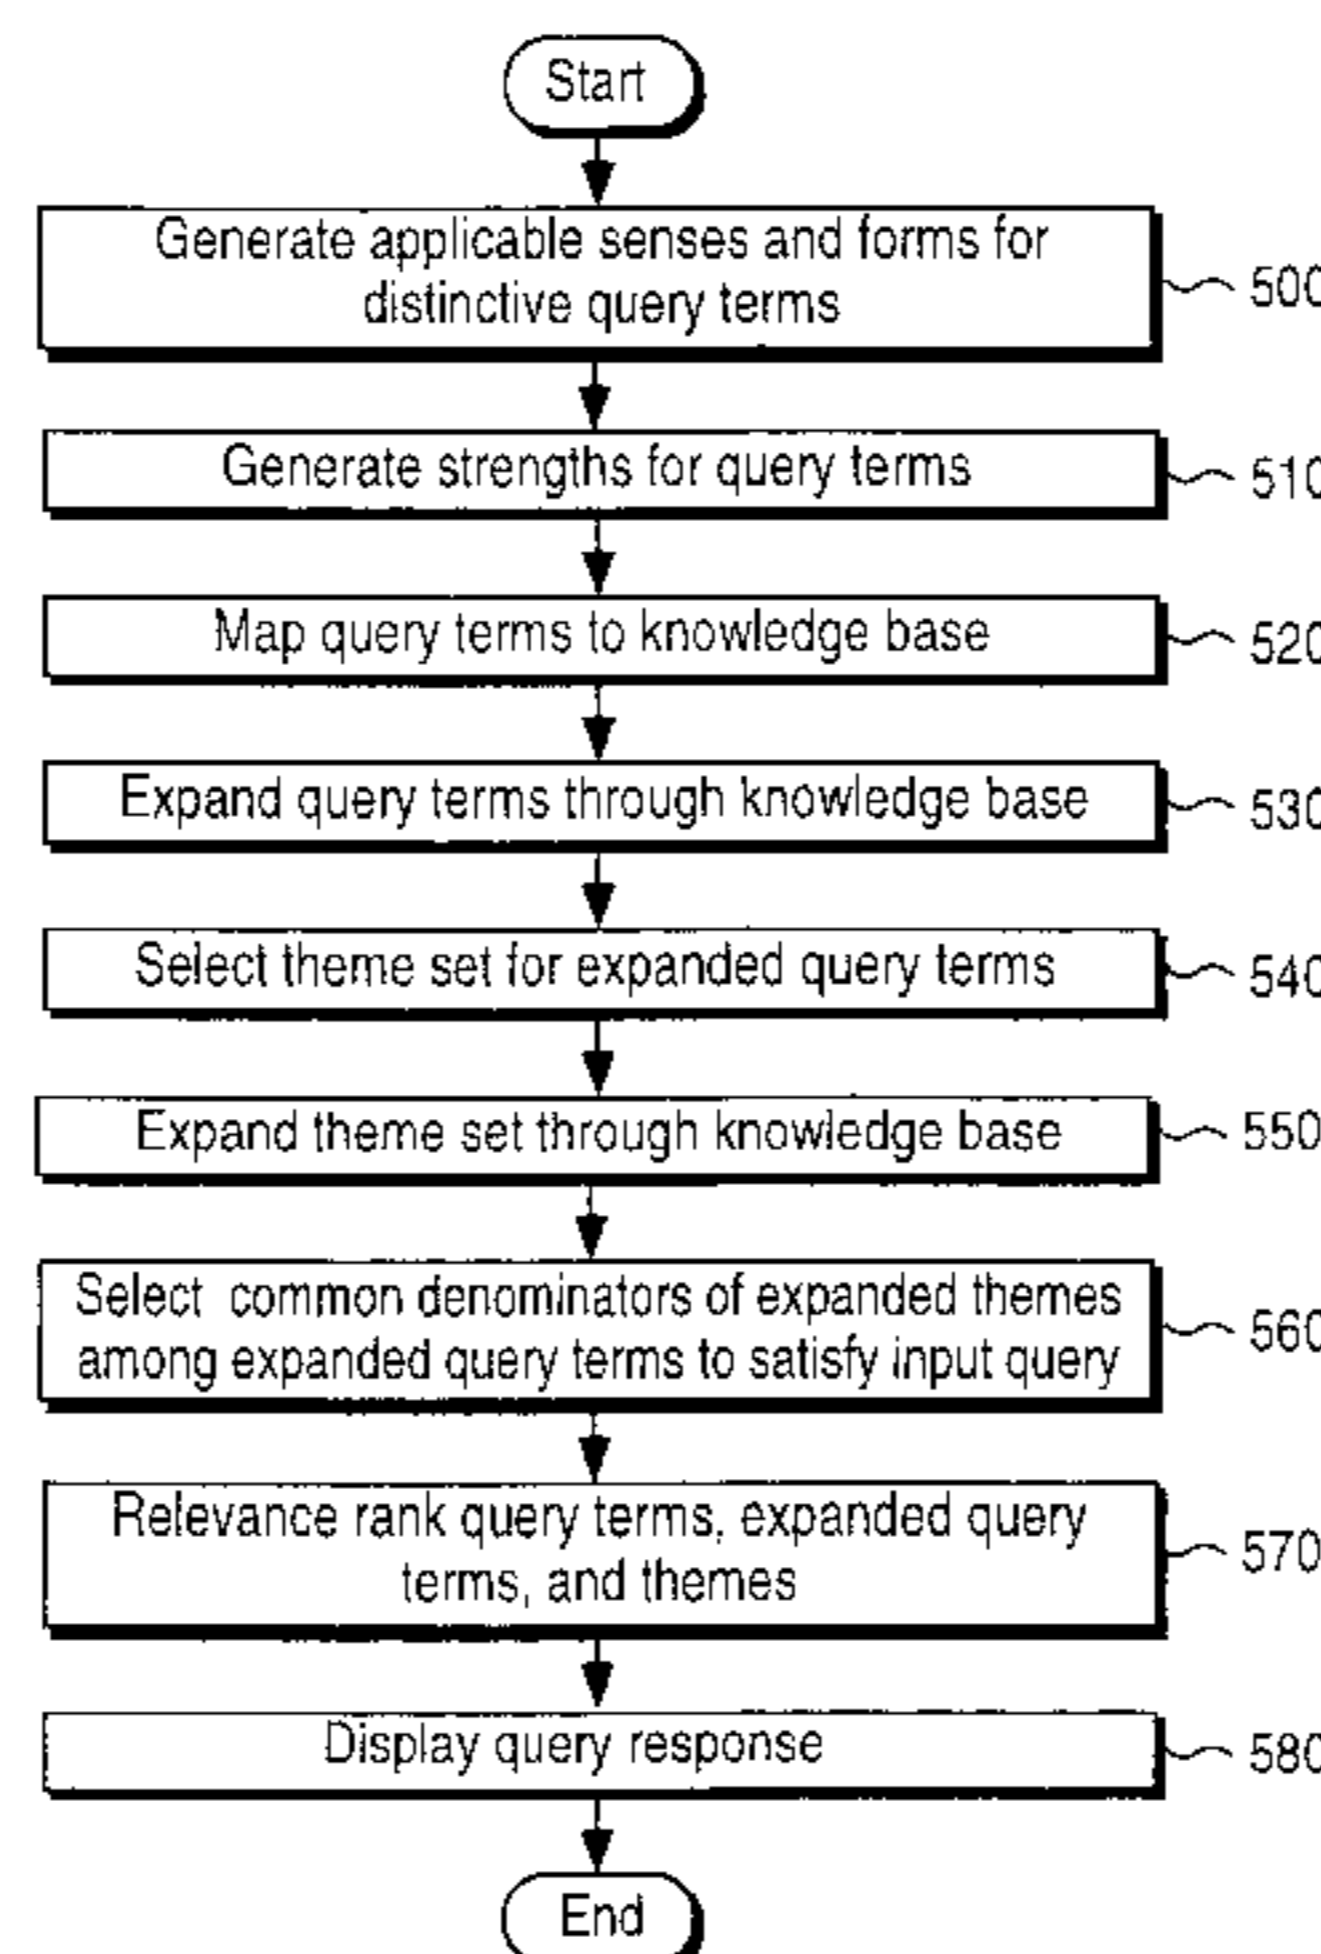 Start
Generate applicable senses and forms for
distinctive query terms
500
Generate strengths for query terms
510
Map query terms to knowledge base
520
Expand query terms through knowledge base
530
Select theme set for expanded query terms
540
Expand theme set through knowledge base
550
Select common denominators of expanded themes
among expanded query terms to satisfy input query
560
Relevance rank query terms, expanded query
terms, and themes
570
Display query response
580
End